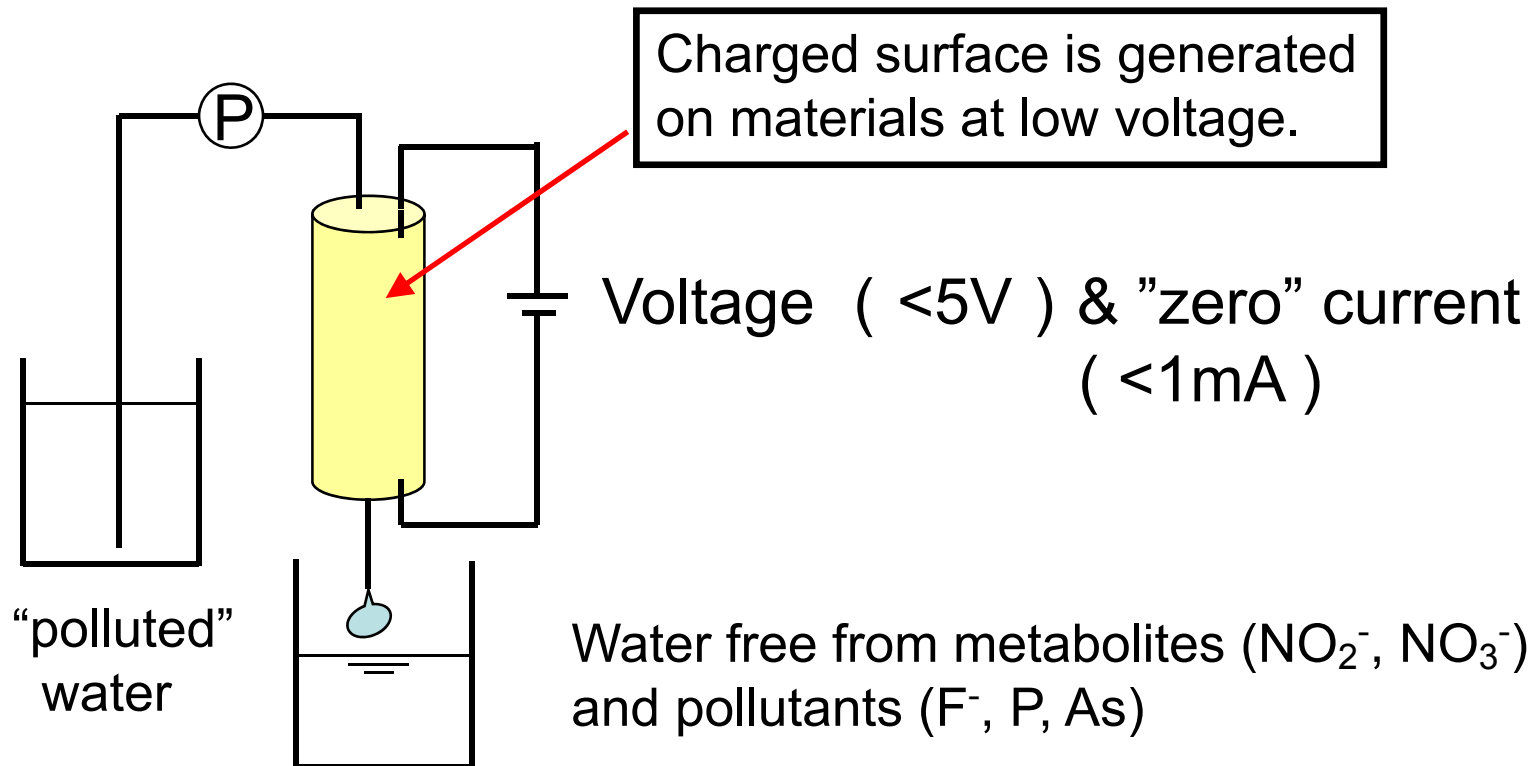 Charged surface is generated
on materials at low voltage.
P
Voltage ( <5V ) & ”zero” current
( <1mA )
“polluted”
water
Water free from metabolites (NO₂⁻, NO₃⁻)
and pollutants (F⁻, P, As)